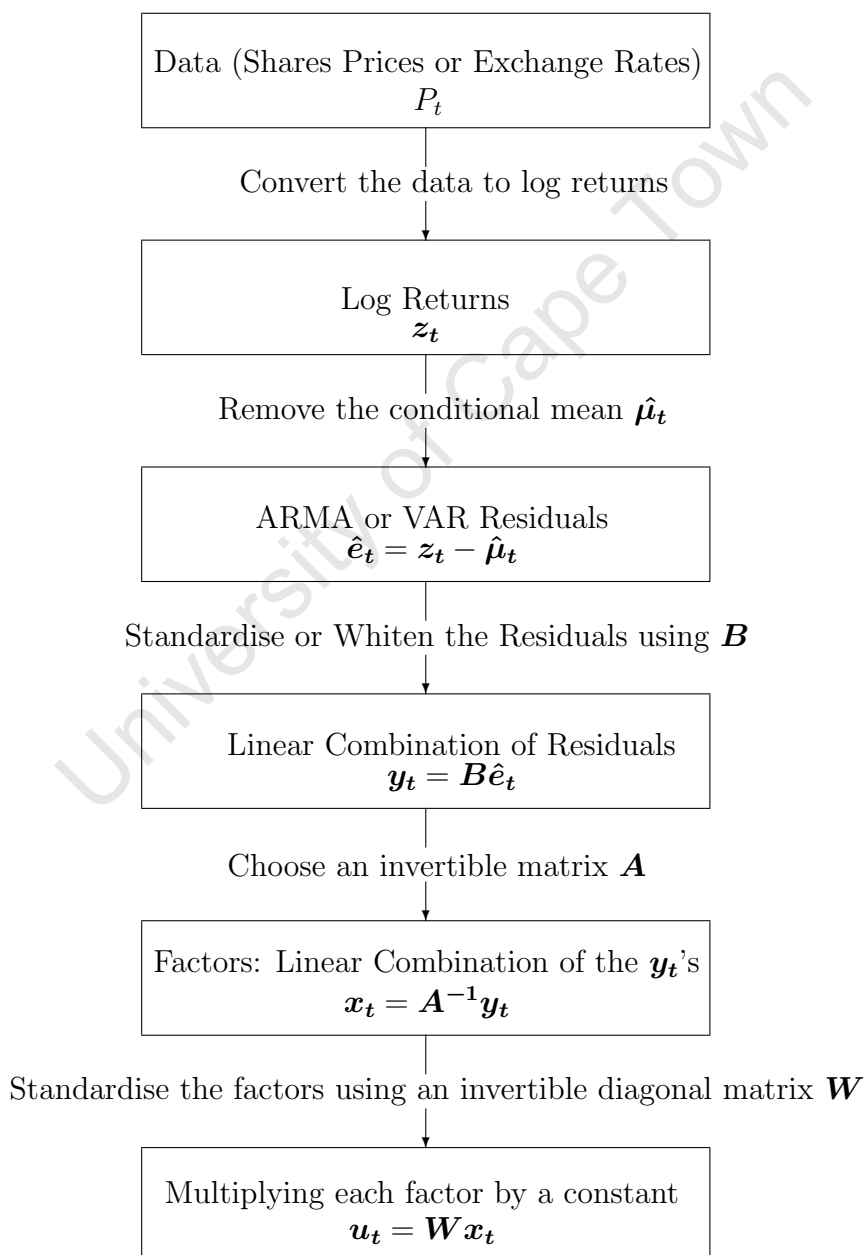 Data (Shares Prices or Exchange Rates)
P_t
Convert the data to log returns
Log Returns
z_t
Remove the conditional mean μ̂_t
ARMA or VAR Residuals
ê_t = z_t − μ̂_t
Standardise or Whiten the Residuals using B
Linear Combination of Residuals
y_t = Bê_t
Choose an invertible matrix A
Factors: Linear Combination of the y_t's
x_t = A⁻¹y_t
Standardise the factors using an invertible diagonal matrix W
Multiplying each factor by a constant
u_t = Wx_t
University of Cape Town